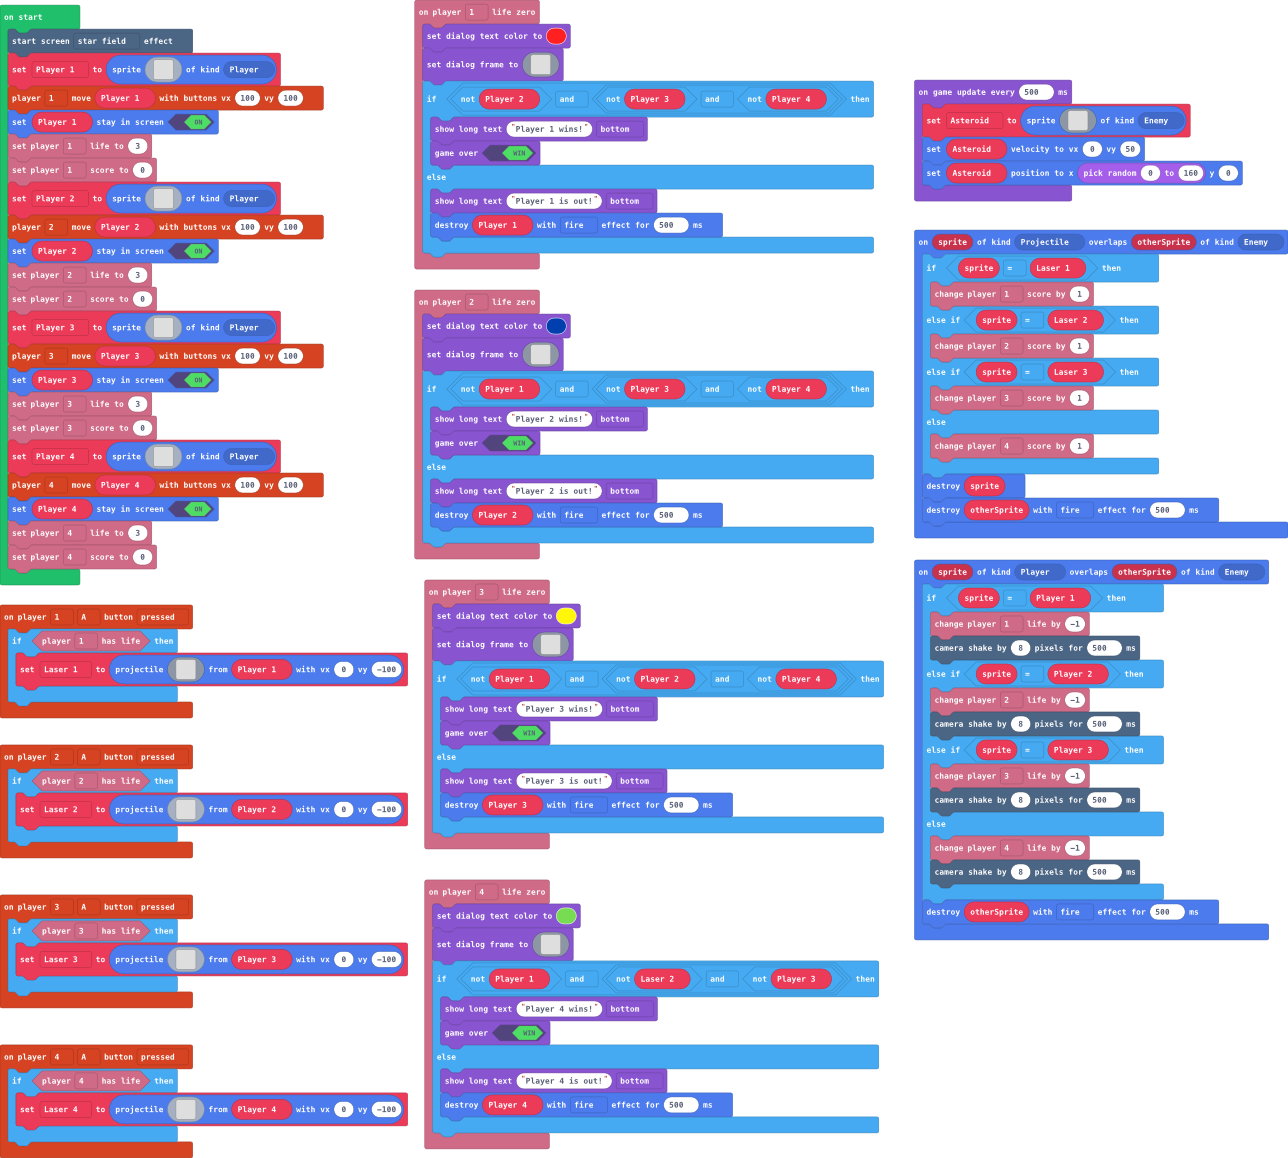 on start
start screen star field effect
set Player 1 to sprite of kind Player
player 1 move Player 1 with buttons vx 100 vy 100
set Player 1 stay in screen ON
set player 1 life to 3
set player 1 score to 0
set Player 2 to sprite of kind Player
player 2 move Player 2 with buttons vx 100 vy 100
set Player 2 stay in screen ON
set player 2 life to 3
set player 2 score to 0
set Player 3 to sprite of kind Player
player 3 move Player 3 with buttons vx 100 vy 100
set Player 3 stay in screen ON
set player 3 life to 3
set player 3 score to 0
set Player 4 to sprite of kind Player
player 4 move Player 4 with buttons vx 100 vy 100
set Player 4 stay in screen ON
set player 4 life to 3
set player 4 score to 0
on player 1 A button pressed
if player 1 has life then
set Laser 1 to projectile from Player 1 with vx 0 vy -100
on player 2 A button pressed
if player 2 has life then
set Laser 2 to projectile from Player 2 with vx 0 vy -100
on player 3 A button pressed
if player 3 has life then
set Laser 3 to projectile from Player 3 with vx 0 vy -100
on player 4 A button pressed
if player 4 has life then
set Laser 4 to projectile from Player 4 with vx 0 vy -100
on player 1 life zero
set dialog text color to
set dialog frame to
if not Player 2 and not Player 3 and not Player 4 then
show long text "Player 1 wins!" bottom
game over WIN
else
show long text "Player 1 is out!" bottom
destroy Player 1 with fire effect for 500 ms
on player 2 life zero
set dialog text color to
set dialog frame to
if not Player 1 and not Player 3 and not Player 4 then
show long text "Player 2 wins!" bottom
game over WIN
else
show long text "Player 2 is out!" bottom
destroy Player 2 with fire effect for 500 ms
on player 3 life zero
set dialog text color to
set dialog frame to
if not Player 1 and not Player 2 and not Player 4 then
show long text "Player 3 wins!" bottom
game over WIN
else
show long text "Player 3 is out!" bottom
destroy Player 3 with fire effect for 500 ms
on player 4 life zero
set dialog text color to
set dialog frame to
if not Player 1 and not Laser 2 and not Player 3 then
show long text "Player 4 wins!" bottom
game over WIN
else
show long text "Player 4 is out!" bottom
destroy Player 4 with fire effect for 500 ms
on game update every 500 ms
set Asteroid to sprite of kind Enemy
set Asteroid velocity to vx 0 vy 50
set Asteroid position to x pick random 0 to 160 y 0
on sprite of kind Projectile overlaps otherSprite of kind Enemy
if sprite = Laser 1 then
change player 1 score by 1
else if sprite = Laser 2 then
change player 2 score by 1
else if sprite = Laser 3 then
change player 3 score by 1
else
change player 4 score by 1
destroy sprite
destroy otherSprite with fire effect for 500 ms
on sprite of kind Player overlaps otherSprite of kind Enemy
if sprite = Player 1 then
change player 1 life by -1
camera shake by 8 pixels for 500 ms
else if sprite = Player 2 then
change player 2 life by -1
camera shake by 8 pixels for 500 ms
else if sprite = Player 3 then
change player 3 life by -1
camera shake by 8 pixels for 500 ms
else
change player 4 life by -1
camera shake by 8 pixels for 500 ms
destroy otherSprite with fire effect for 500 ms